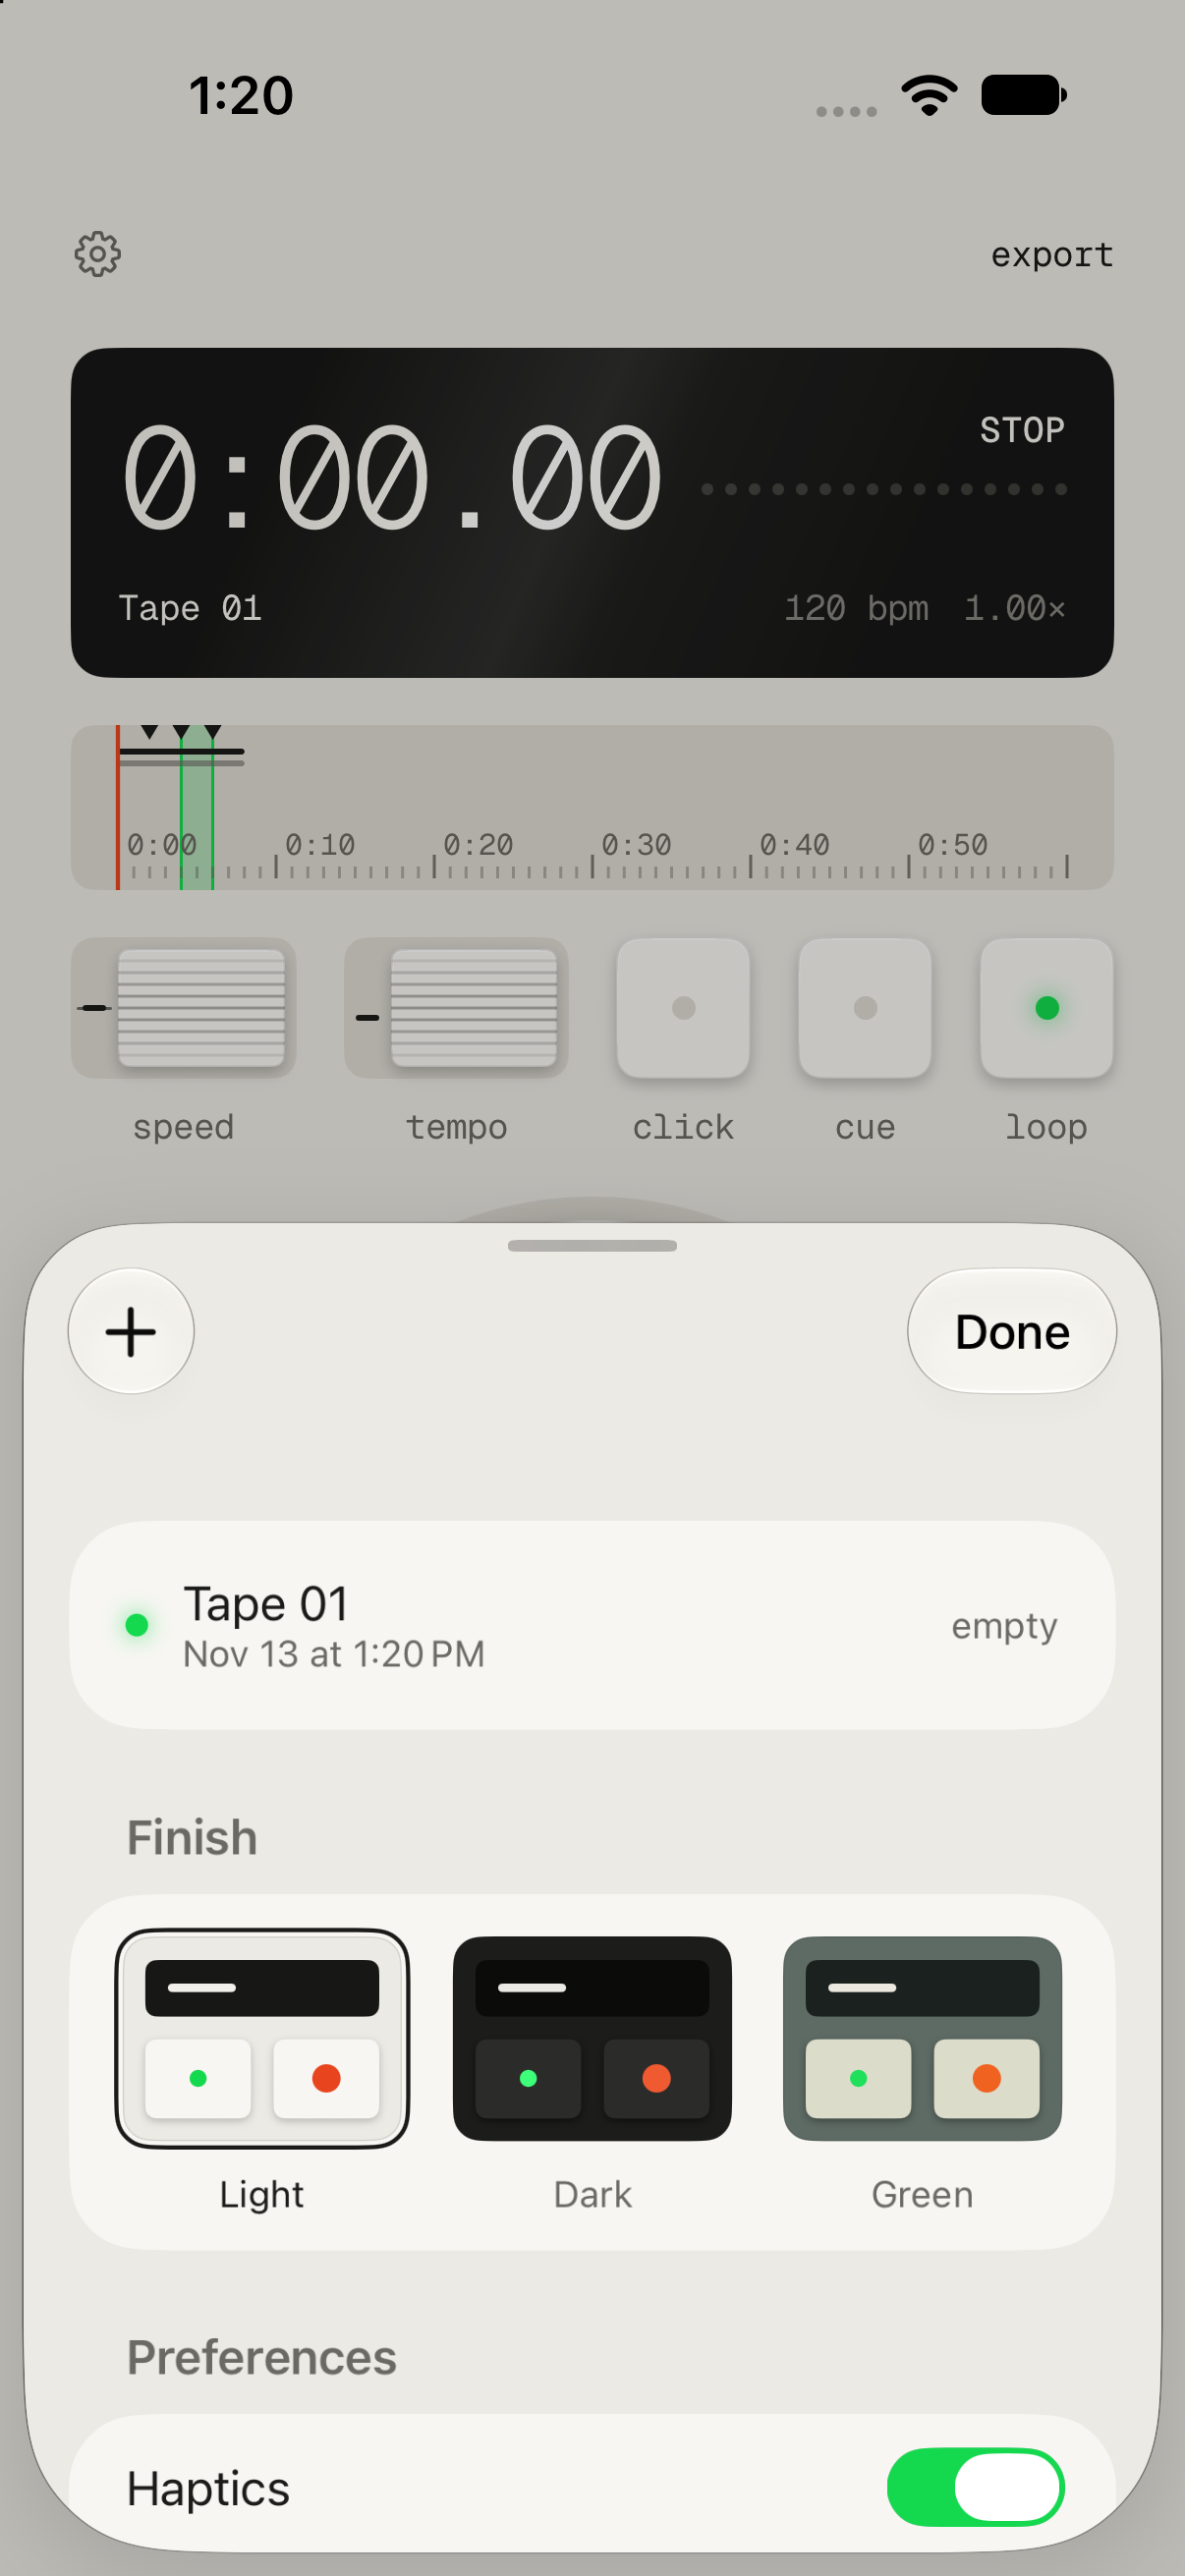 1:20
export
0:00.00
STOP
Tape 01
120 bpm 1.00×
0:00 0:10 0:20 0:30 0:40 0:50
speed tempo click cue loop
Done
Tape 01
Nov 13 at 1:20 PM
empty
Finish
Light Dark Green
Preferences
Haptics